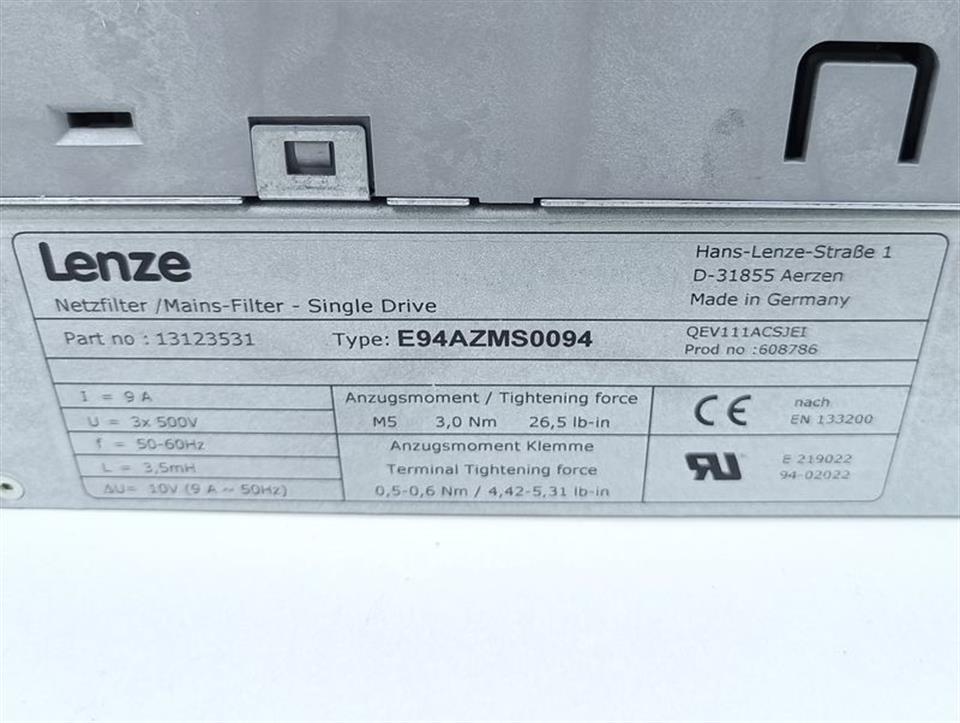 Lenze
Hans-Lenze-Straße 1
D-31855 Aerzen
Made in Germany
Netzfilter /Mains-Filter - Single Drive
Part no : 13123531
Type: E94AZMS0094
QEV111ACSJEI
Prod no :608786
I = 9 A
U = 3x 500V
f = 50-60Hz
L = 3,5mH
ΔU= 10V (9 A ~ 50Hz)
Anzugsmoment / Tightening force
M5 3,0 Nm 26,5 lb-in
Anzugsmoment Klemme
Terminal Tightening force
0,5-0,6 Nm / 4,42-5,31 lb-in
CE
nach
EN 133200
RU
E 219022
94-02022